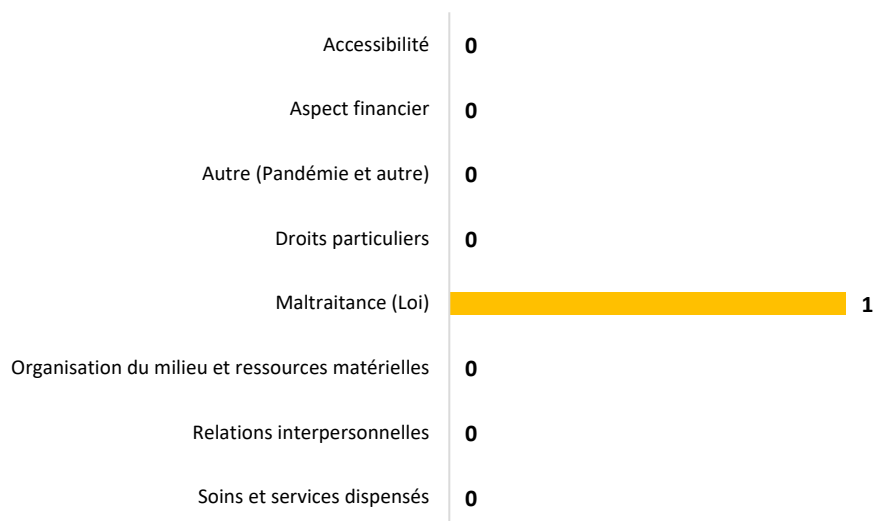 Accessibilité 0
Aspect financier 0
Autre (Pandémie et autre) 0
Droits particuliers 0
Maltraitance (Loi) 1
Organisation du milieu et ressources matérielles 0
Relations interpersonnelles 0
Soins et services dispensés 0